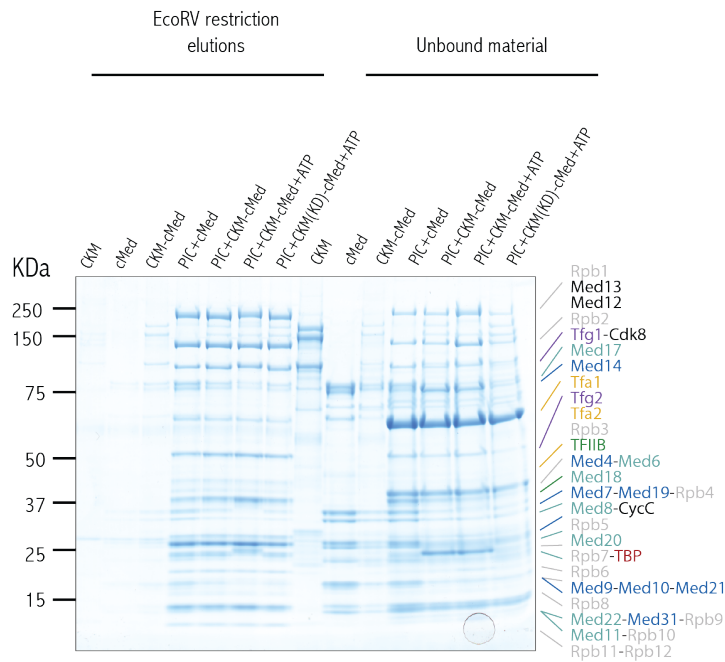 EcoRV restriction
elutions
Unbound material
CKM
cMed
CKM-cMed
PIC+cMed
PIC+CKM-cMed
PIC+CKM-cMed+ATP
PIC+CKM(KD)-cMed+ATP
CKM
cMed
CKM-cMed
PIC+cMed
PIC+CKM-cMed
PIC+CKM-cMed+ATP
PIC+CKM(KD)-cMed+ATP
KDa
250
150
75
50
37
25
15
Rpb1
Med13
Med12
Rpb2
Tfg1-Cdk8
Med17
Med14
Tfa1
Tfg2
Tfa2
Rpb3
TFIIB
Med4-Med6
Med18
Med7-Med19-Rpb4
Med8-CycC
Rpb5
Med20
Rpb7-TBP
Rpb6
Med9-Med10-Med21
Rpb8
Med22-Med31-Rpb9
Med11-Rpb10
Rpb11-Rpb12